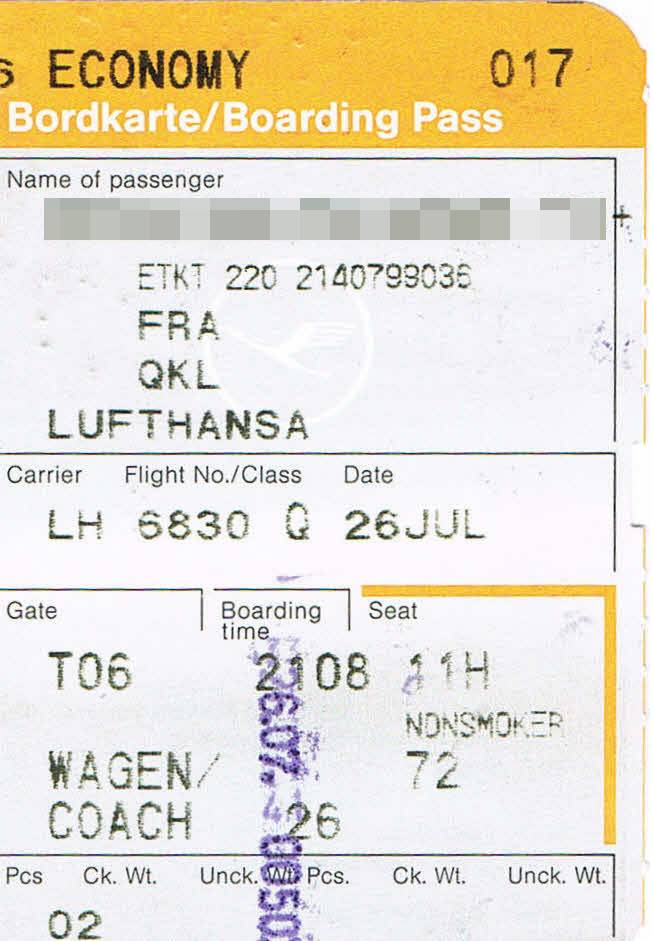 s ECONOMY 017
Bordkarte/Boarding Pass
Name of passenger
ETKT 220 2140799036
FRA
QKL
LUFTHANSA
Carrier Flight No./Class Date
LH 6830 Q 26JUL
Gate Boarding time Seat
T06 2108 11H
NONSMOKER
WAGEN/ 72
COACH 26
Pcs Ck. Wt. Unck. Wt. Pcs. Ck. Wt. Unck. Wt.
02